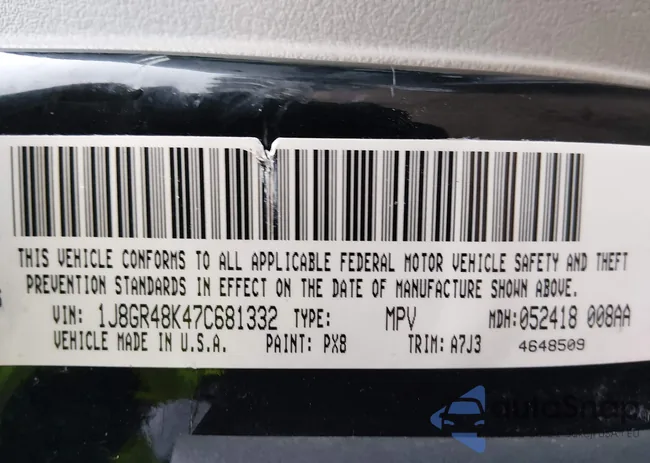 THIS VEHICLE CONFORMS TO ALL APPLICABLE FEDERAL MOTOR VEHICLE SAFETY AND THEFT
PREVENTION STANDARDS IN EFFECT ON THE DATE OF MANUFACTURE SHOWN ABOVE.
VIN: 1J8GR48K47C681332 TYPE: MPV MDH:052418 008AA
VEHICLE MADE IN U.S.A. PAINT: PX8 TRIM: A7J3 4648509
autoSnap